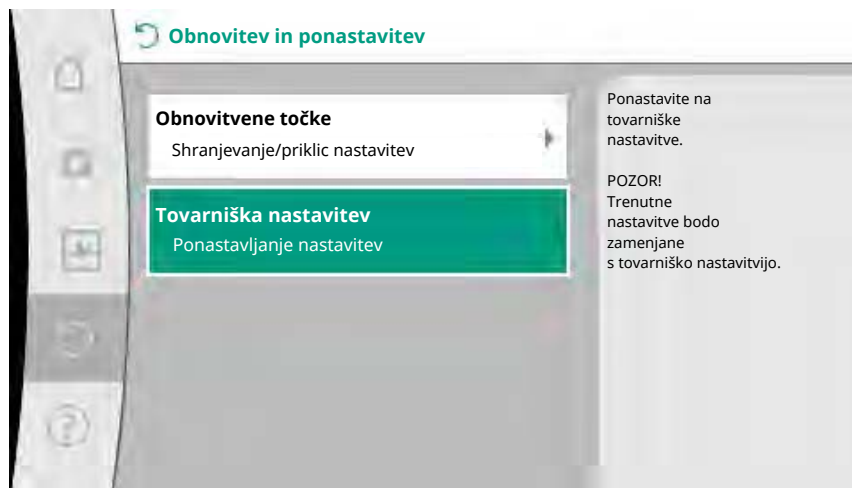 Obnovitev in ponastavitev
Obnovitvene točke
Shranjevanje/priklic nastavitev
Tovarniška nastavitev
Ponastavljanje nastavitev
Ponastavite na
tovarniške
nastavitve.
POZOR!
Trenutne
nastavitve bodo
zamenjane
s tovarniško nastavitvijo.